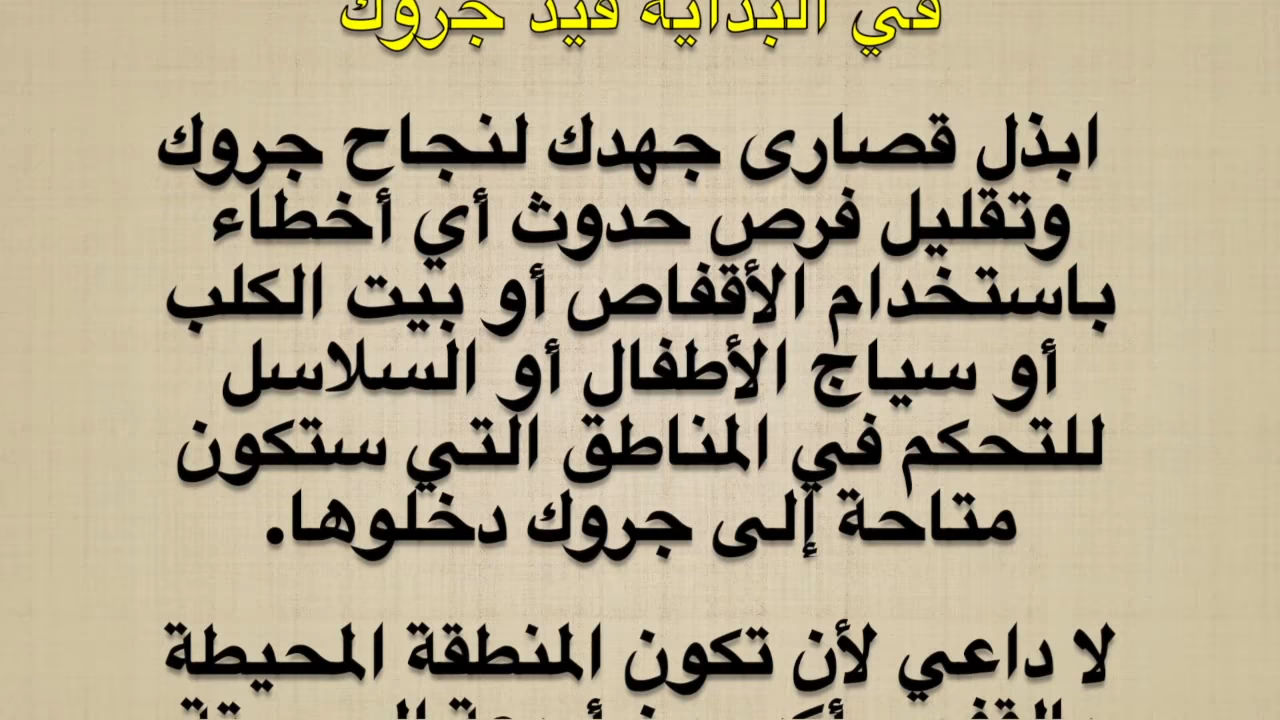 في البداية قيد جروك
ابذل قصارى جهدك لنجاح جروك
وتقليل فرص حدوث أي أخطاء
باستخدام الأقفاص أو بيت الكلب
أو سياج الأطفال أو السلاسل
للتحكم في المناطق التي ستكون
متاحة إلى جروك دخلوها.
لا داعي لأن تكون المنطقة المحيطة